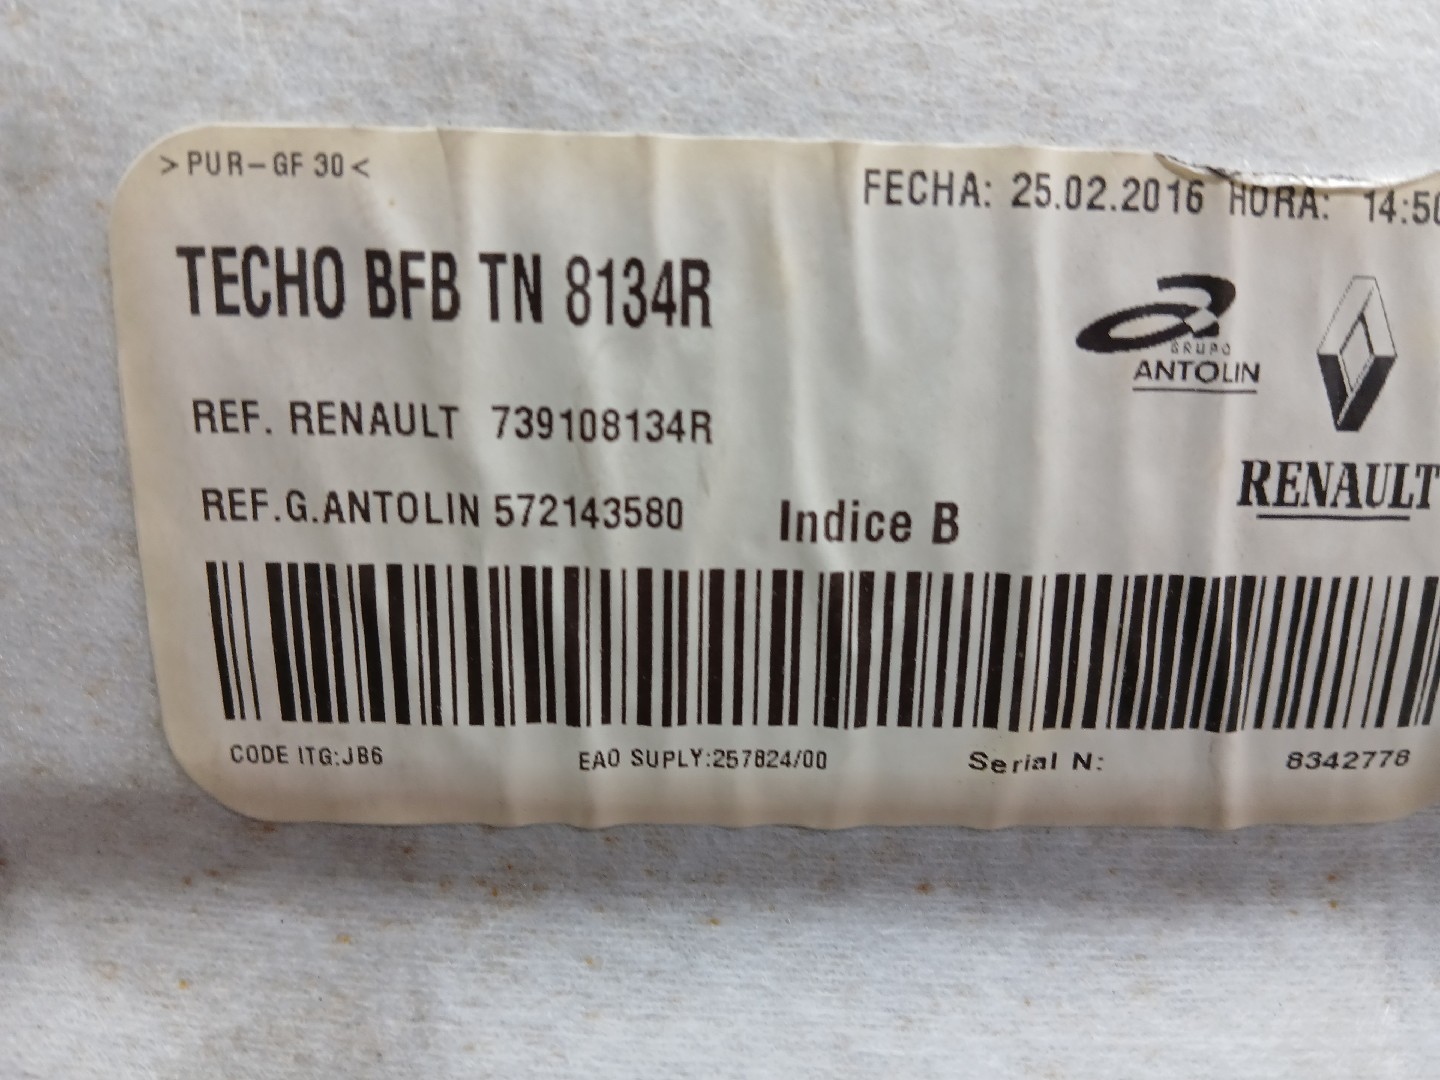 >PUR-GF 30<
FECHA: 25.02.2016 HORA: 14:50
TECHO BFB TN 8134R
GRUPO
ANTOLIN
REF. RENAULT 739108134R
RENAULT
REF.G.ANTOLIN 572143580 Indice B
CODE ITG:JB6 EAO SUPLY:257824/00 Serial N: 8342778